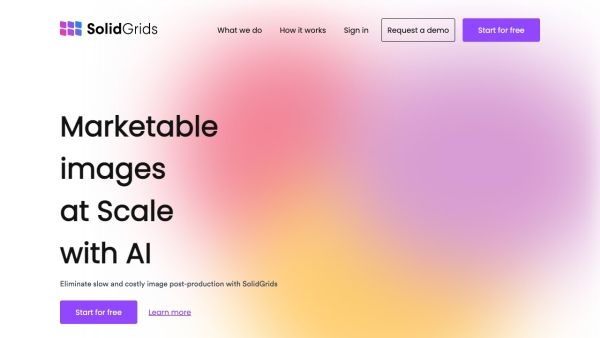 SolidGrids
What we do
How it works
Sign in
Request a demo
Start for free
Marketable
images
at Scale
with AI
Eliminate slow and costly image post-production with SolidGrids
Start for free
Learn more